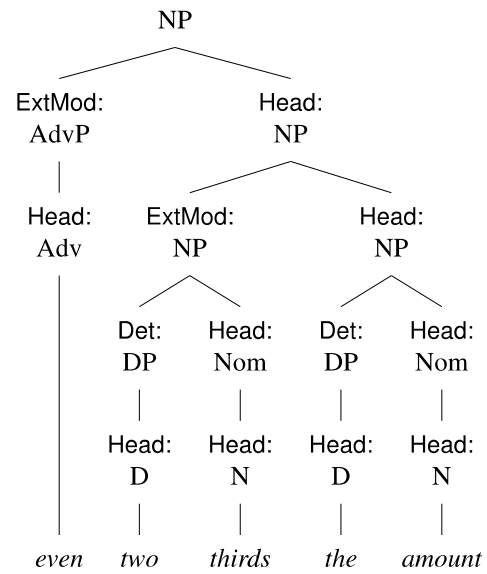 NP
ExtMod: Head:
AdvP NP
Head: ExtMod: Head:
Adv NP NP
Det: Head: Det: Head:
DP Nom DP Nom
Head: Head: Head: Head:
D N D N
even two thirds the amount